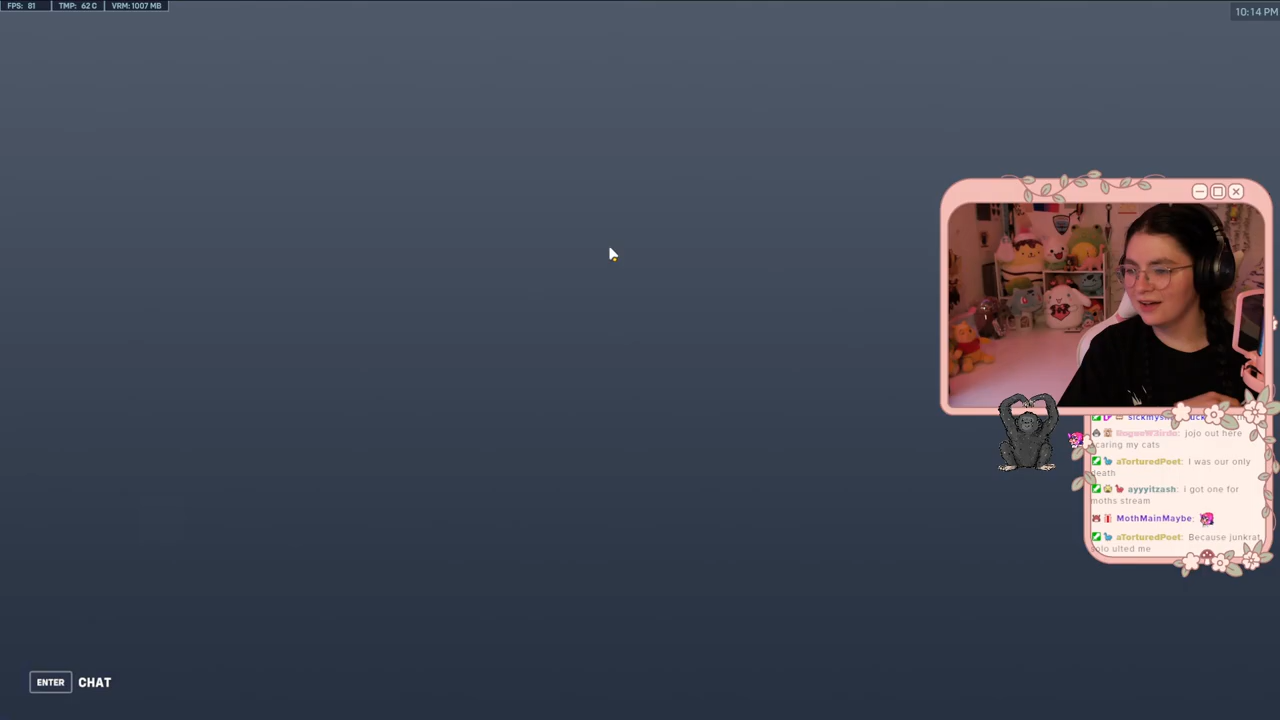 FPS: 81 TMP: 62 C VRM: 1007 MB
10:14 PM
jojo out here
scaring my cats
aTorturedPoet: I was our only
death
ayyyitzash: i got one for
moths stream
MothMainMaybe:
aTorturedPoet: Because junkrat
solo ulted me
ENTER CHAT